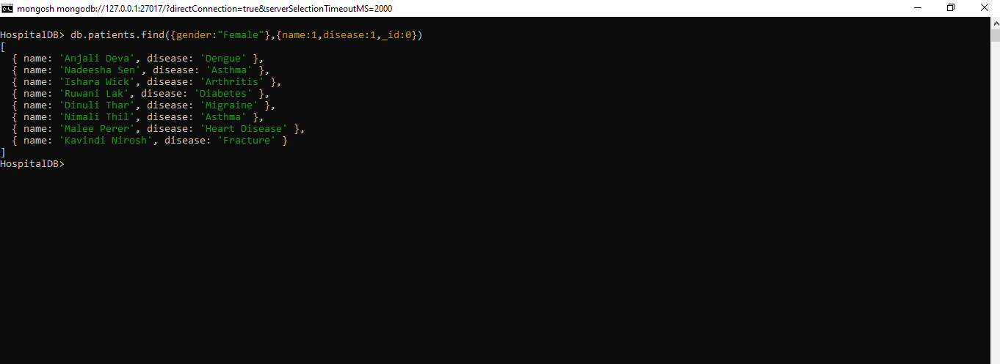 mongosh mongodb://127.0.0.1:27017/?directConnection=true&serverSelectionTimeoutMS=2000
HospitalDB> db.patients.find({gender:"Female"},{name:1,disease:1,_id:0})
[
  { name: 'Anjali Deva', disease: 'Dengue' },
  { name: 'Nadeesha Sen', disease: 'Asthma' },
  { name: 'Ishara Wick', disease: 'Arthritis' },
  { name: 'Ruwani Lak', disease: 'Diabetes' },
  { name: 'Dinuli Thar', disease: 'Migraine' },
  { name: 'Nimali Thil', disease: 'Asthma' },
  { name: 'Malee Perer', disease: 'Heart Disease' },
  { name: 'Kavindi Nirosh', disease: 'Fracture' }
]
HospitalDB>